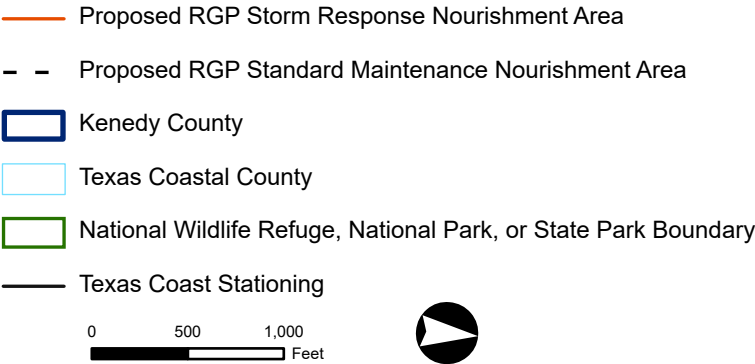 Proposed RGP Storm Response Nourishment Area
Proposed RGP Standard Maintenance Nourishment Area
Kenedy County
Texas Coastal County
National Wildlife Refuge, National Park, or State Park Boundary
Texas Coast Stationing
0 500 1,000
Feet